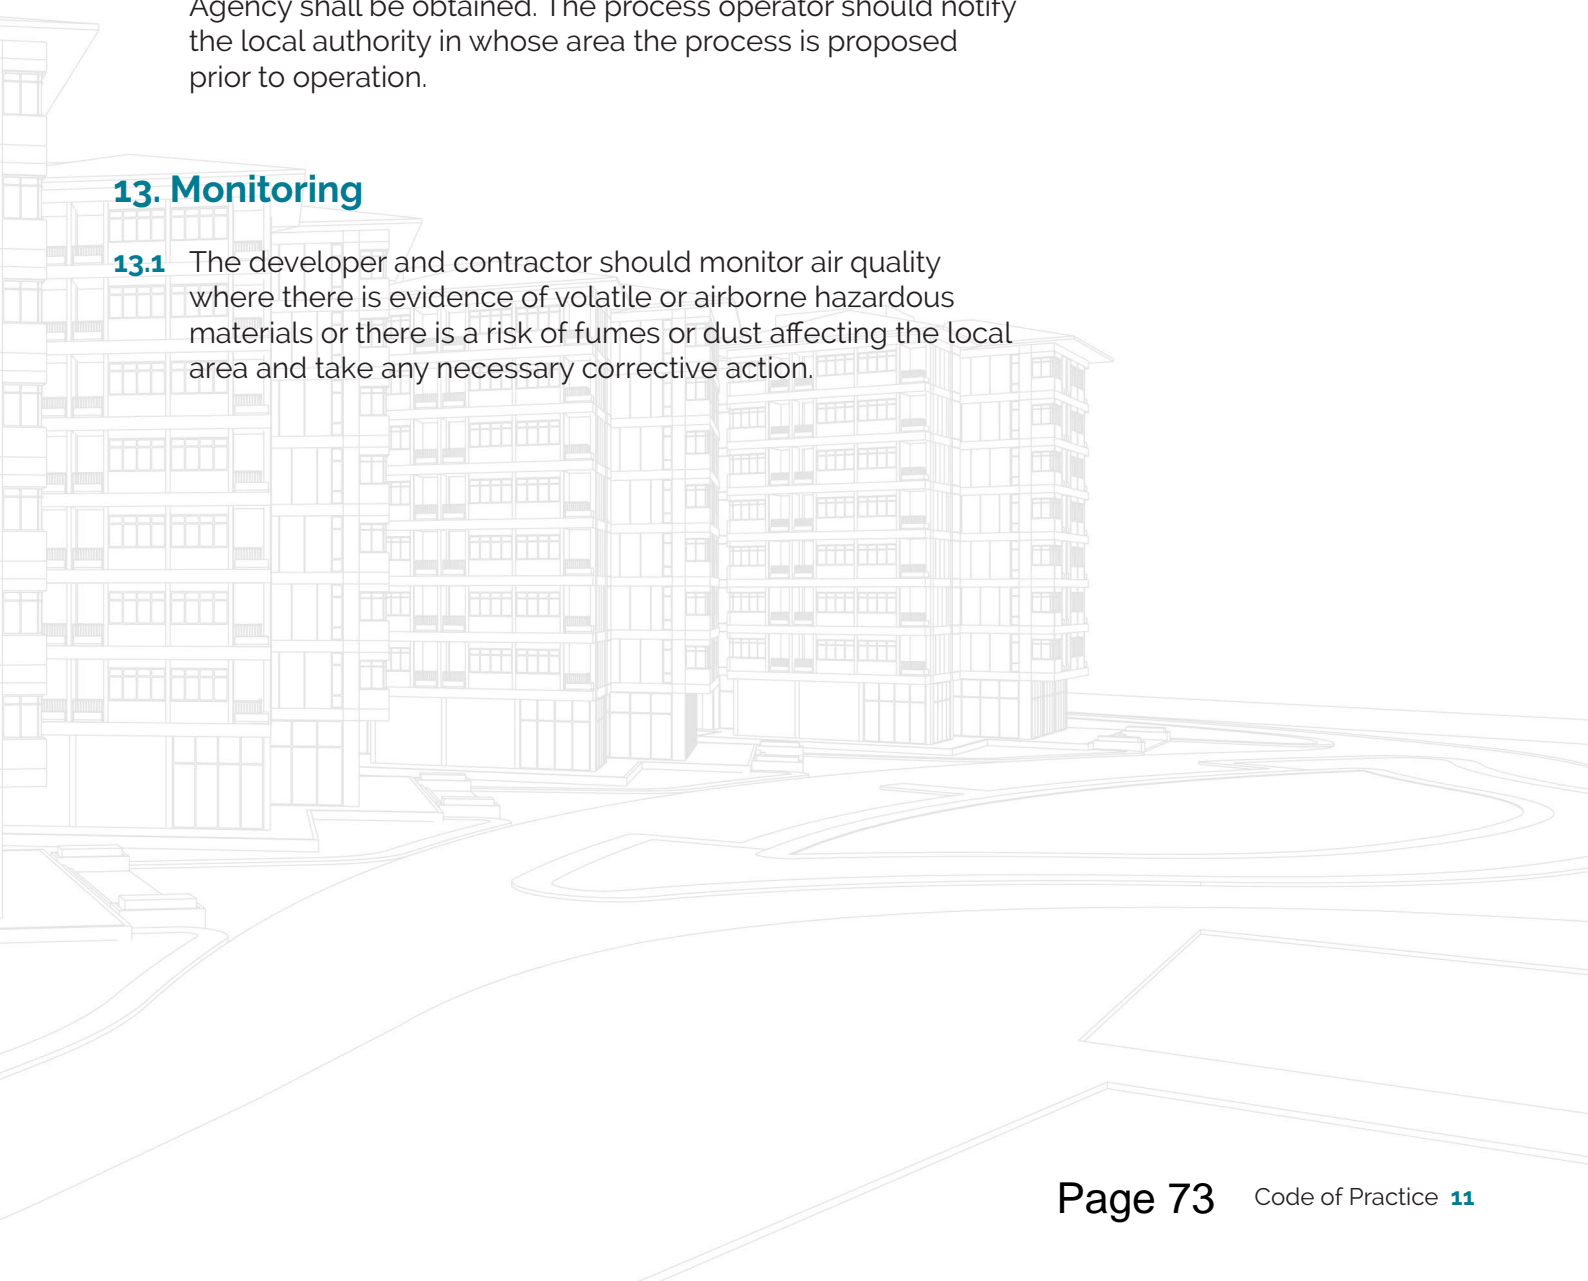 Agency shall be obtained. The process operator should notify
the local authority in whose area the process is proposed
prior to operation.
13. Monitoring
13.1 The developer and contractor should monitor air quality
where there is evidence of volatile or airborne hazardous
materials or there is a risk of fumes or dust affecting the local
area and take any necessary corrective action.
Page 73 Code of Practice 11